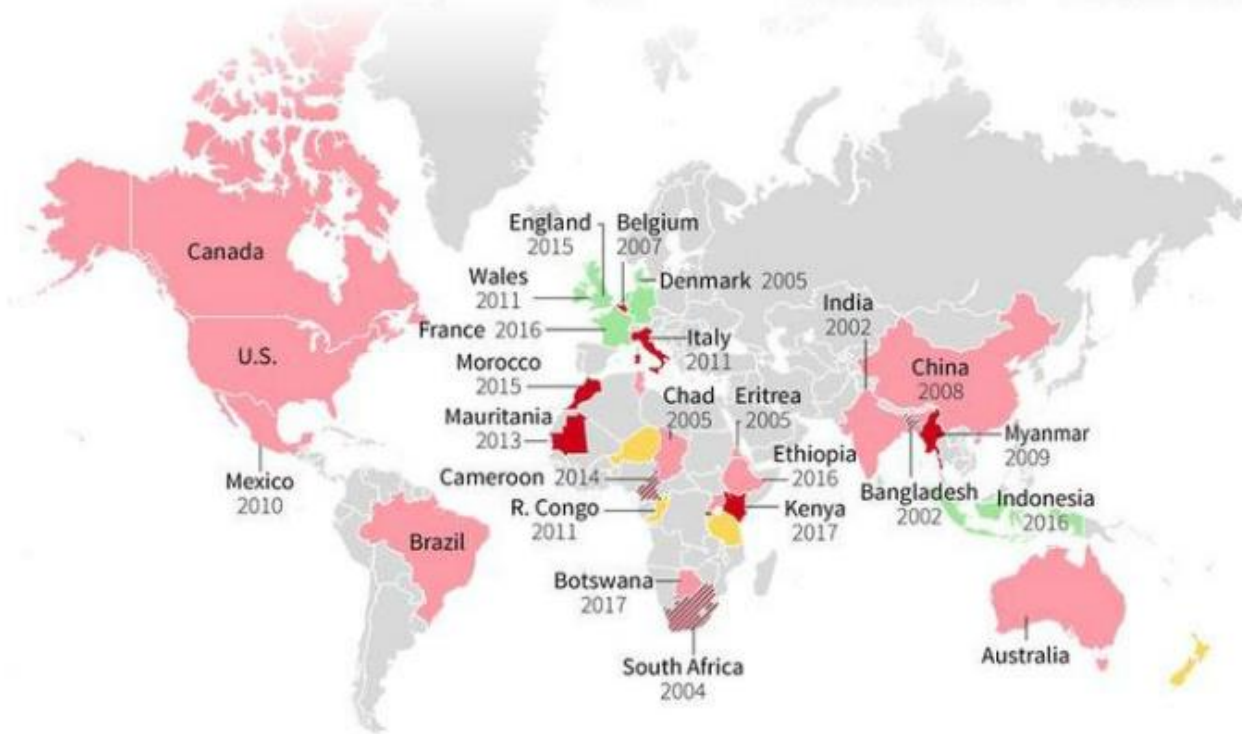 Canada
U.S.
Mexico
2010
Brazil
England
2015
Belgium
2007
Wales
2011
Denmark 2005
France 2016
Italy
2011
Morocco
2015
Mauritania
2013
Chad
2005
Eritrea
2005
Cameroon 2014
Ethiopia
2016
R. Congo
2011
Kenya
2017
Botswana
2017
South Africa
2004
India
2002
China
2008
Myanmar
2009
Bangladesh
2002
Indonesia
2016
Australia